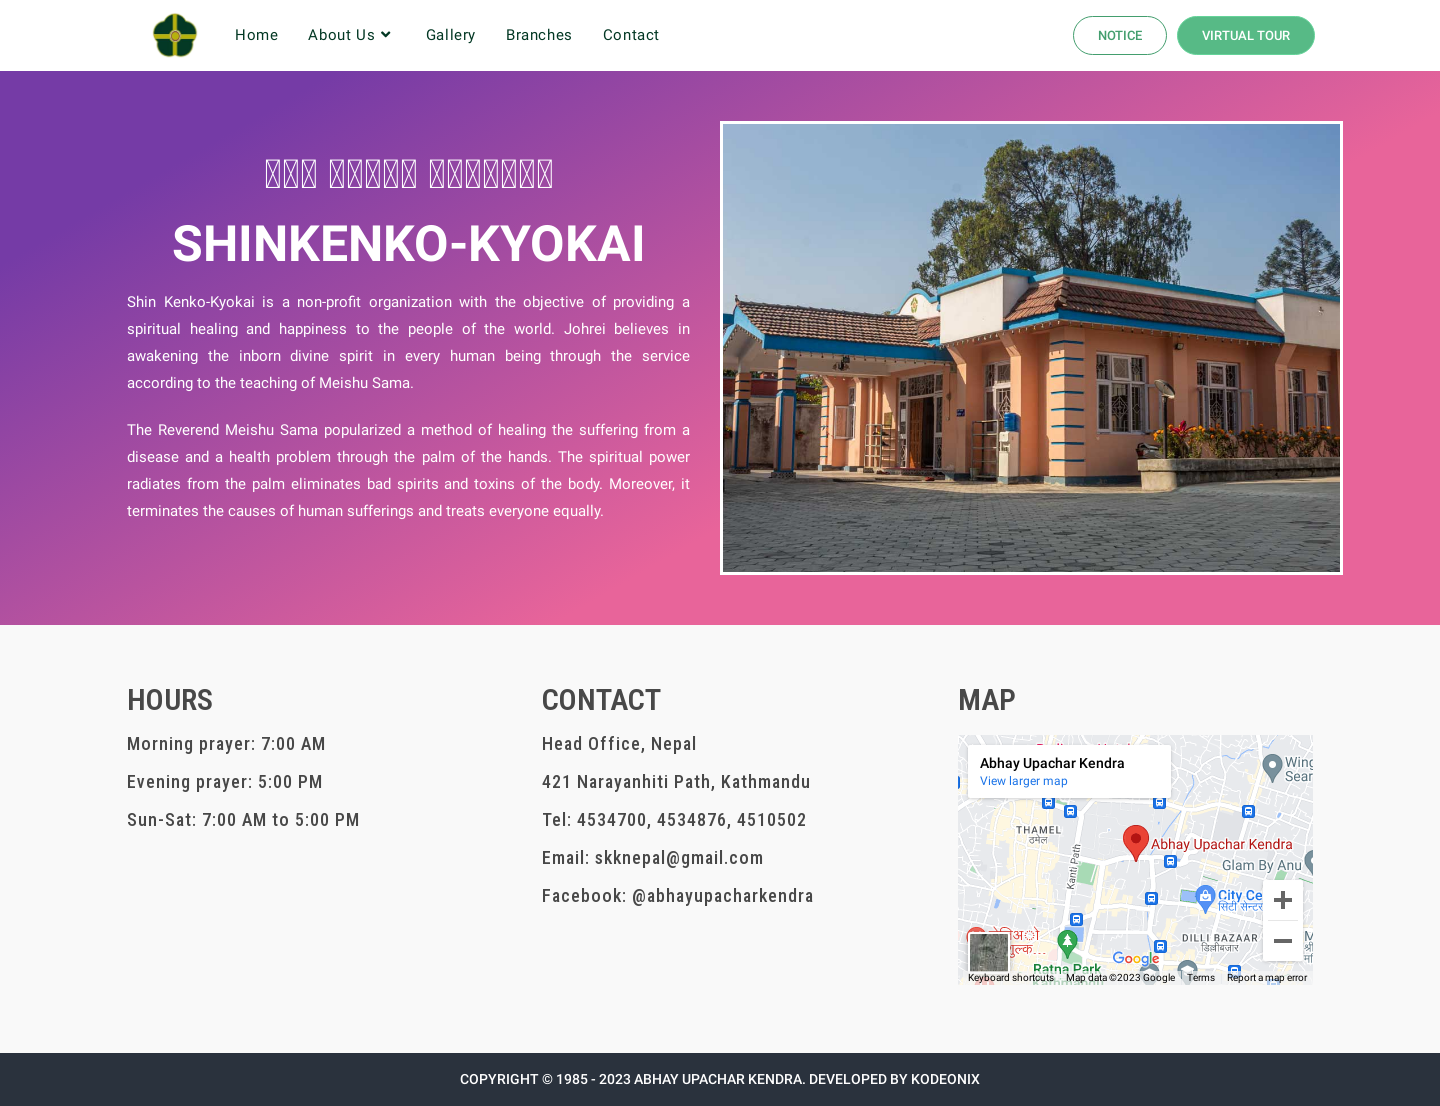 Home
About Us
Gallery
Branches
Contact
NOTICE
VIRTUAL TOUR
SHINKENKO-KYOKAI
Shin Kenko-Kyokai is a non-profit organization with the objective of providing a
spiritual healing and happiness to the people of the world. Johrei believes in
awakening the inborn divine spirit in every human being through the service
according to the teaching of Meishu Sama.
The Reverend Meishu Sama popularized a method of healing the suffering from a
disease and a health problem through the palm of the hands. The spiritual power
radiates from the palm eliminates bad spirits and toxins of the body. Moreover, it
terminates the causes of human sufferings and treats everyone equally.
HOURS
Morning prayer: 7:00 AM
Evening prayer: 5:00 PM
Sun-Sat: 7:00 AM to 5:00 PM
CONTACT
Head Office, Nepal
421 Narayanhiti Path, Kathmandu
Tel: 4534700, 4534876, 4510502
Email: skknepal@gmail.com
Facebook: @abhayupacharkendra
MAP
Abhay Upachar Kendra
View larger map
THAMEL
ठमेल
Kanti Path
Abhay Upachar Kendra
Glam By Anu
City Ce
सिटी सेन्टर
DILLI BAZAAR
डिल्लीबजार
Google
Ratna Park
Keyboard shortcuts
Map data ©2023 Google
Terms
Report a map error
COPYRIGHT © 1985 - 2023 ABHAY UPACHAR KENDRA. DEVELOPED BY KODEONIX